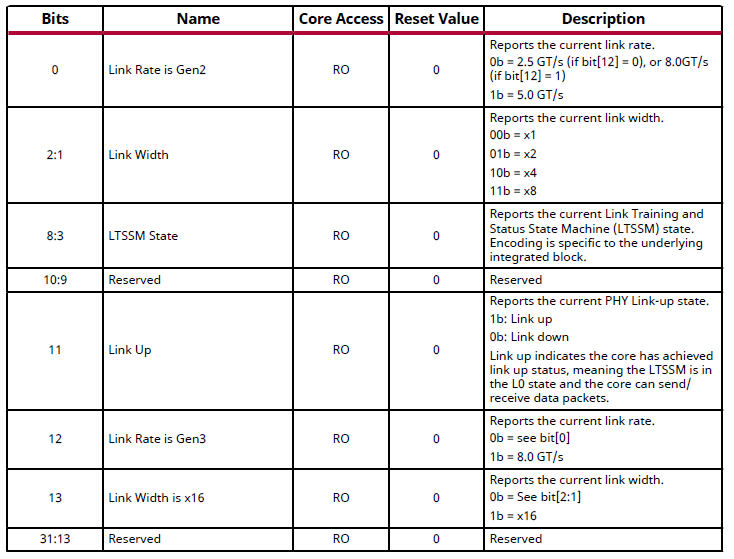 Bits Name Core Access Reset Value Description
0 Link Rate is Gen2 RO 0 Reports the current link rate.
0b = 2.5 GT/s (if bit[12] = 0), or 8.0GT/s
(if bit[12] = 1)
1b = 5.0 GT/s
2:1 Link Width RO 0 Reports the current link width.
00b = x1
01b = x2
10b = x4
11b = x8
8:3 LTSSM State RO 0 Reports the current Link Training and
Status State Machine (LTSSM) state.
Encoding is specific to the underlying
integrated block.
10:9 Reserved RO 0 Reserved
11 Link Up RO 0 Reports the current PHY Link-up state.
1b: Link up
0b: Link down
Link up indicates the core has achieved
link up status, meaning the LTSSM is in
the L0 state and the core can send/
receive data packets.
12 Link Rate is Gen3 RO 0 Reports the current link rate.
0b = see bit[0]
1b = 8.0 GT/s
13 Link Width is x16 RO 0 Reports the current link width.
0b = See bit[2:1]
1b = x16
31:13 Reserved RO 0 Reserved